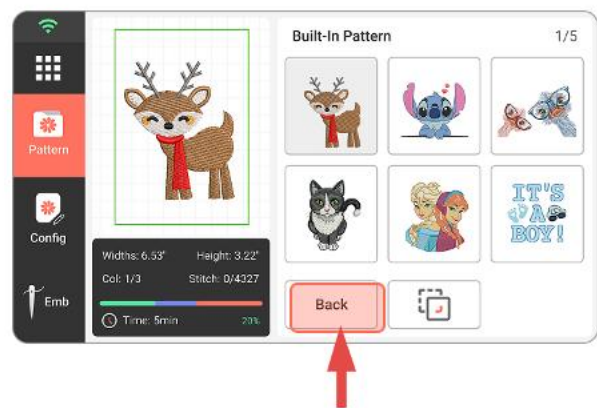 Built-In Pattern
1/5
Pattern
Config
Emb
Widths: 6.53"
Height: 3.22"
Col: 1/3
Stitch: 0/4327
Time: 5min
20%
IT'S
A
BOY!
Back